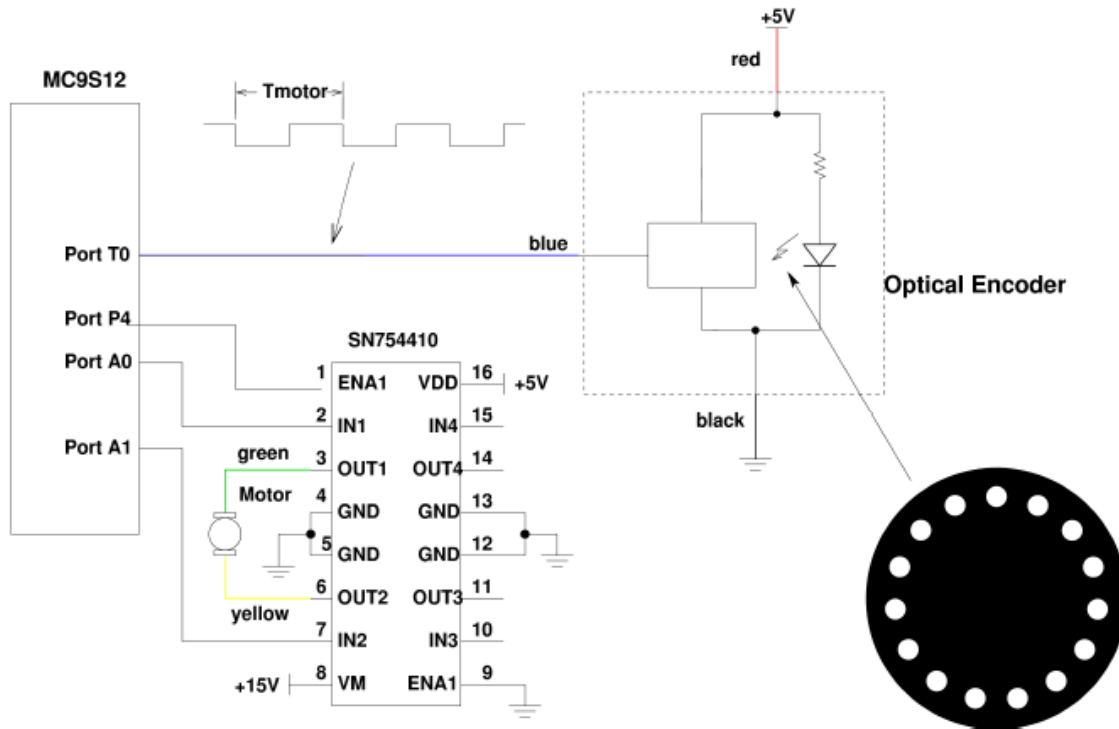 +5V
red
MC9S12
Tmotor
Port T0
blue
Optical Encoder
Port P4
Port A0
Port A1
SN754410
1 ENA1 VDD 16 +5V
2 IN1 IN4 15
green 3 OUT1 OUT4 14
Motor 4 GND GND 13
5 GND GND 12
yellow 6 OUT2 OUT3 11
7 IN2 IN3 10
+15V 8 VM ENA1 9
black